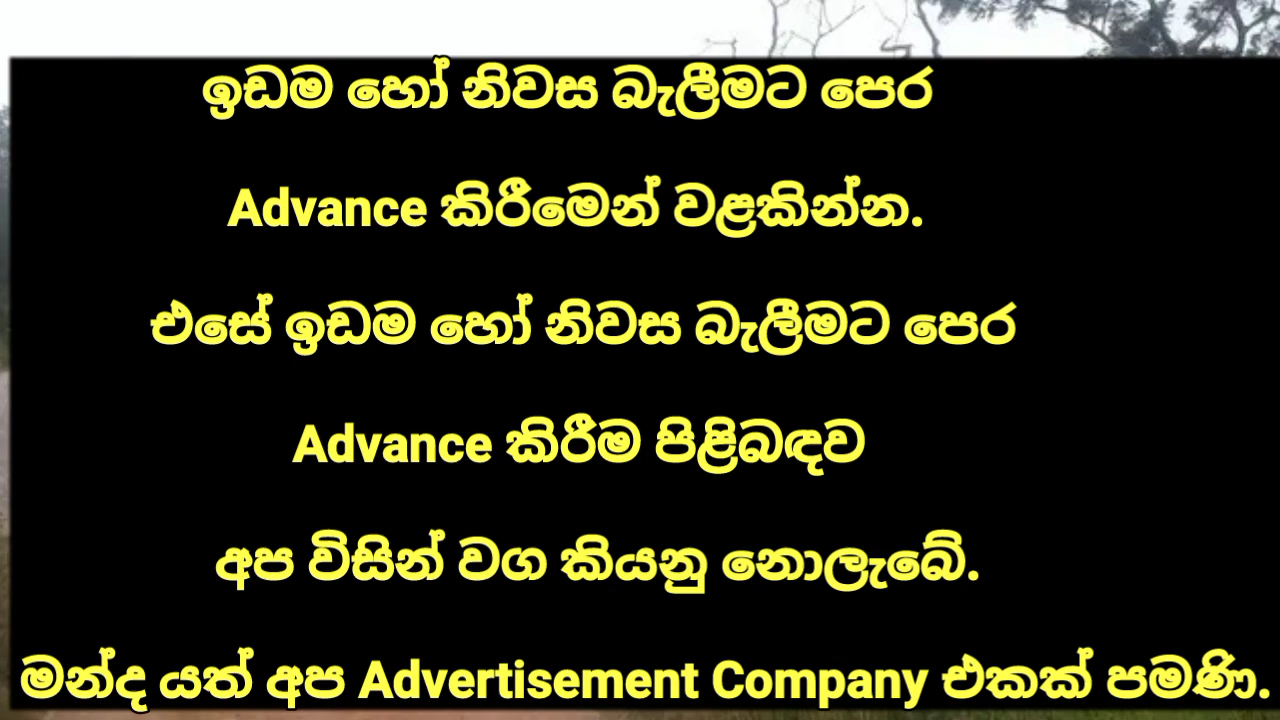 ඉඩම හෝ නිවස බැලීමට පෙර
Advance කිරීමෙන් වළකින්න.
එසේ ඉඩම හෝ නිවස බැලීමට පෙර
Advance කිරීම පිළිබඳව
අප විසින් වග කියනු නොලැබේ.
මන්ද යත් අප Advertisement Company එකක් පමණි.